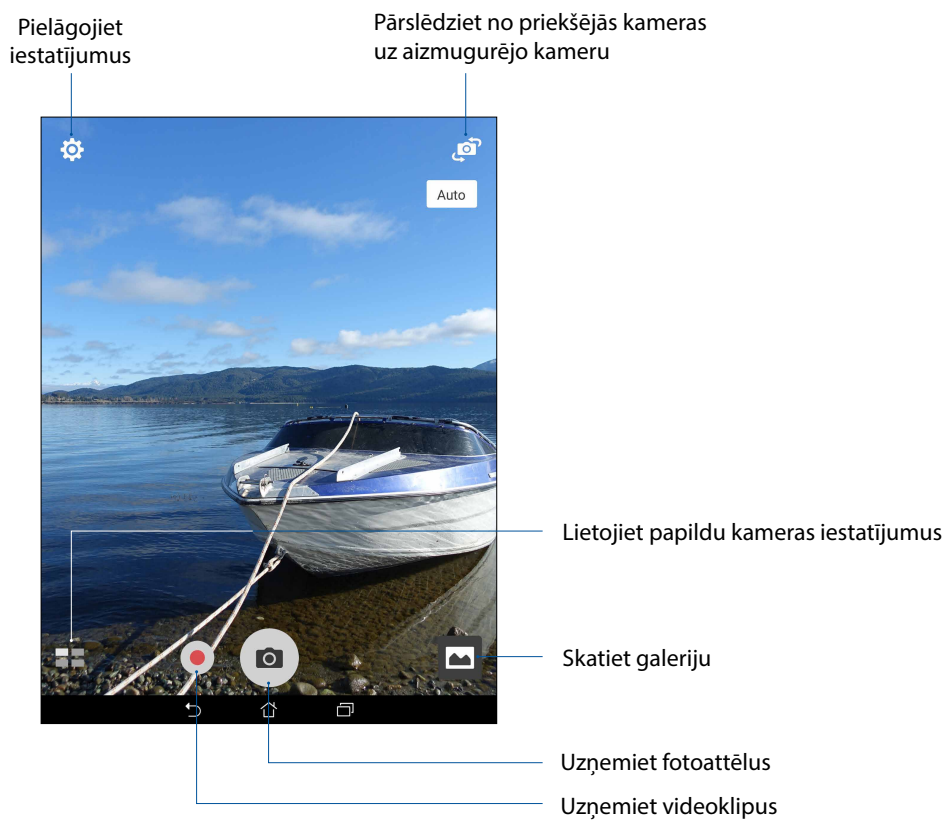 Pielāgojiet
iestatījumus
Pārslēdziet no priekšējās kameras
uz aizmugurējo kameru
Auto
Lietojiet papildu kameras iestatījumus
Skatiet galeriju
Uzņemiet fotoattēlus
Uzņemiet videoklipus